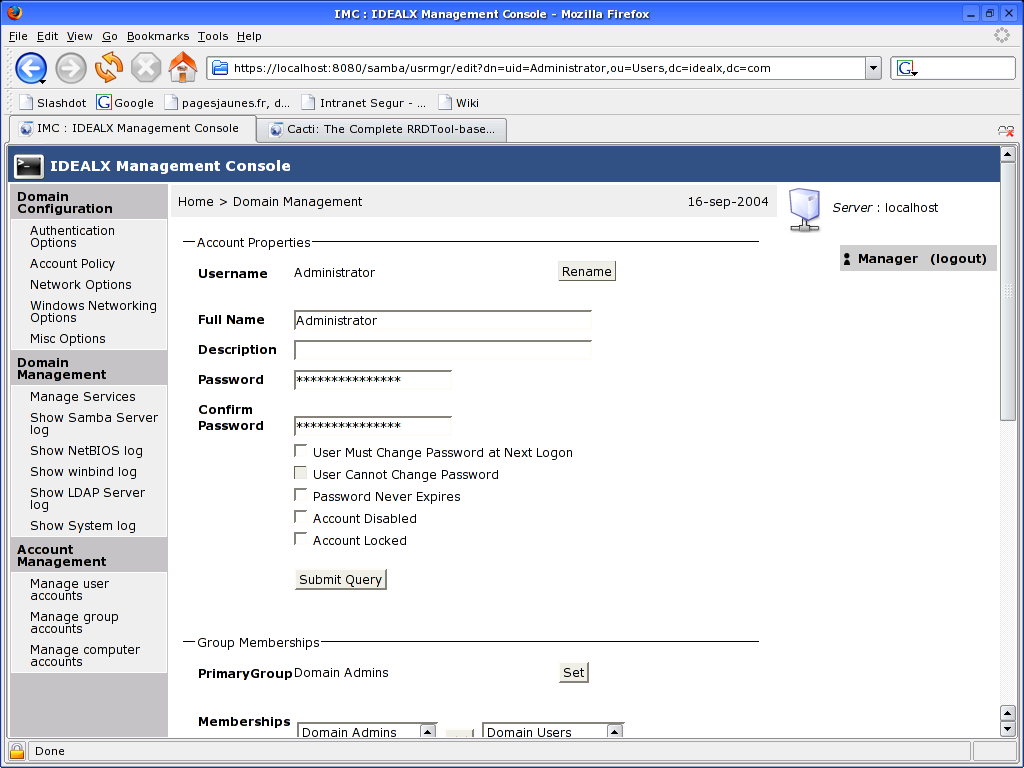 IMC : IDEALX Management Console - Mozilla Firefox
File Edit View Go Bookmarks Tools Help
https://localhost:8080/samba/usrmgr/edit?dn=uid=Administrator,ou=Users,dc=idealx,dc=com
Slashdot Google pagesjaunes.fr, d... Intranet Segur - ... Wiki
IMC : IDEALX Management Console Cacti: The Complete RRDTool-base...
IDEALX Management Console
Domain
Configuration
Authentication
Options
Account Policy
Network Options
Windows Networking
Options
Misc Options
Domain
Management
Manage Services
Show Samba Server
log
Show NetBIOS log
Show winbind log
Show LDAP Server
log
Show System log
Account
Management
Manage user
accounts
Manage group
accounts
Manage computer
accounts
Home > Domain Management 16-sep-2004
Server : localhost
Manager (logout)
Account Properties
Username Administrator Rename
Full Name Administrator
Description
Password ***************
Confirm
Password ***************
User Must Change Password at Next Logon
User Cannot Change Password
Password Never Expires
Account Disabled
Account Locked
Submit Query
Group Memberships
PrimaryGroup Domain Admins Set
Memberships Domain Admins Domain Users
Done